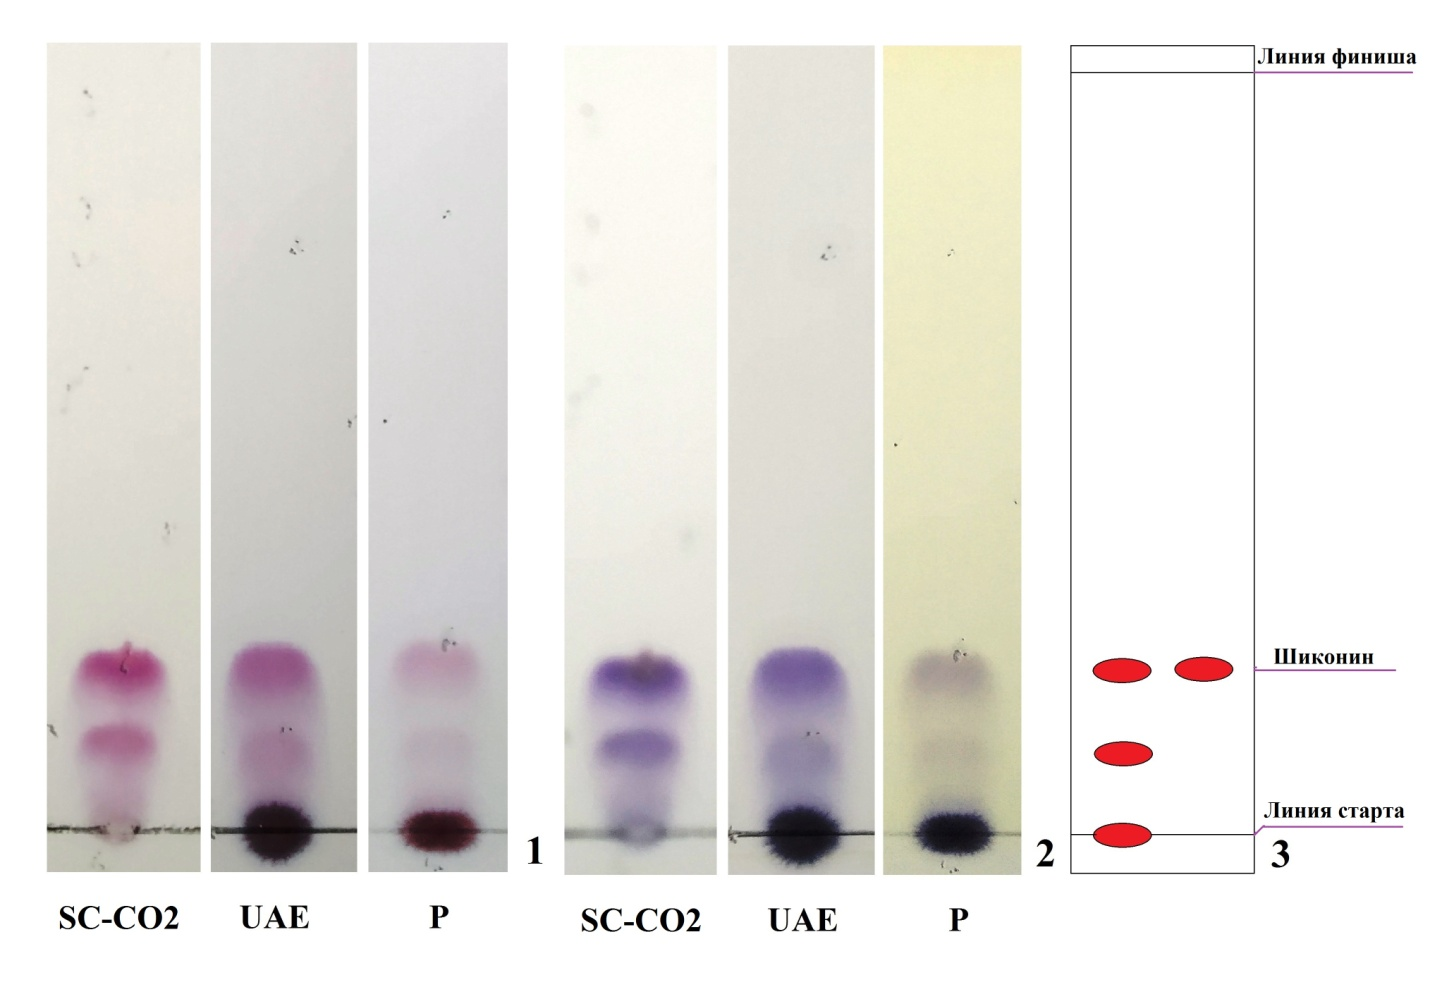 Линия финиша
Шиконин
Линия старта
1
2
3
SC-CO2
UAE
P
SC-CO2
UAE
P